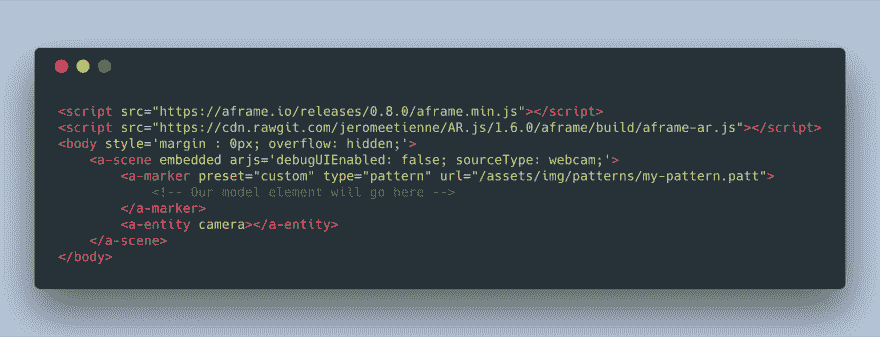 <script src="https://aframe.io/releases/0.8.0/aframe.min.js"></script>
<script src="https://cdn.rawgit.com/jeromeetienne/AR.js/1.6.0/aframe/build/aframe-ar.js"></script>
<body style='margin : 0px; overflow: hidden;'>
    <a-scene embedded arjs='debugUIEnabled: false; sourceType: webcam;'>
        <a-marker preset="custom" type="pattern" url="/assets/img/patterns/my-pattern.patt">
            <!-- Our model element will go here -->
        </a-marker>
        <a-entity camera></a-entity>
    </a-scene>
</body>